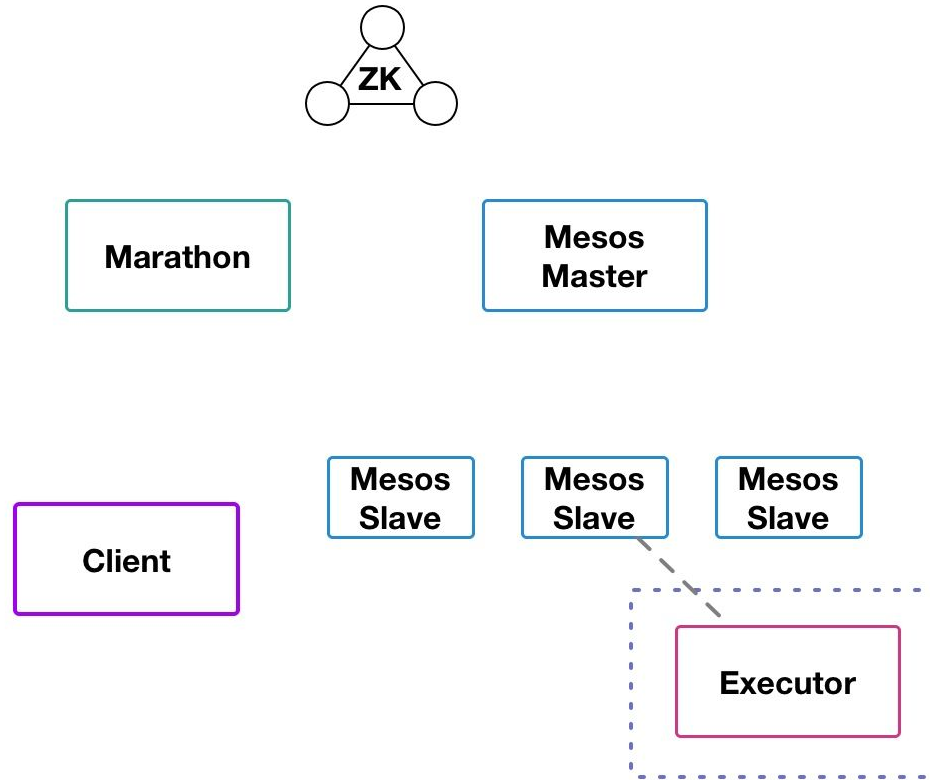 ZK
Marathon
Mesos
Master
Mesos
Slave
Mesos
Slave
Mesos
Slave
Client
Executor